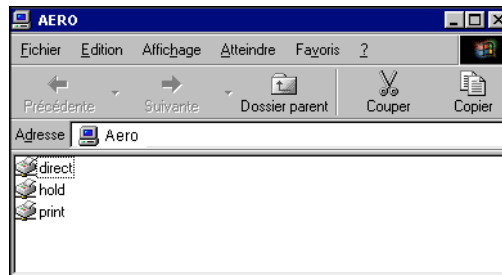 AERO
Fichier Edition Affichage Atteindre Favoris ?
Précédente Suivante Dossier parent Couper Copier
Adresse Aero
direct
hold
print